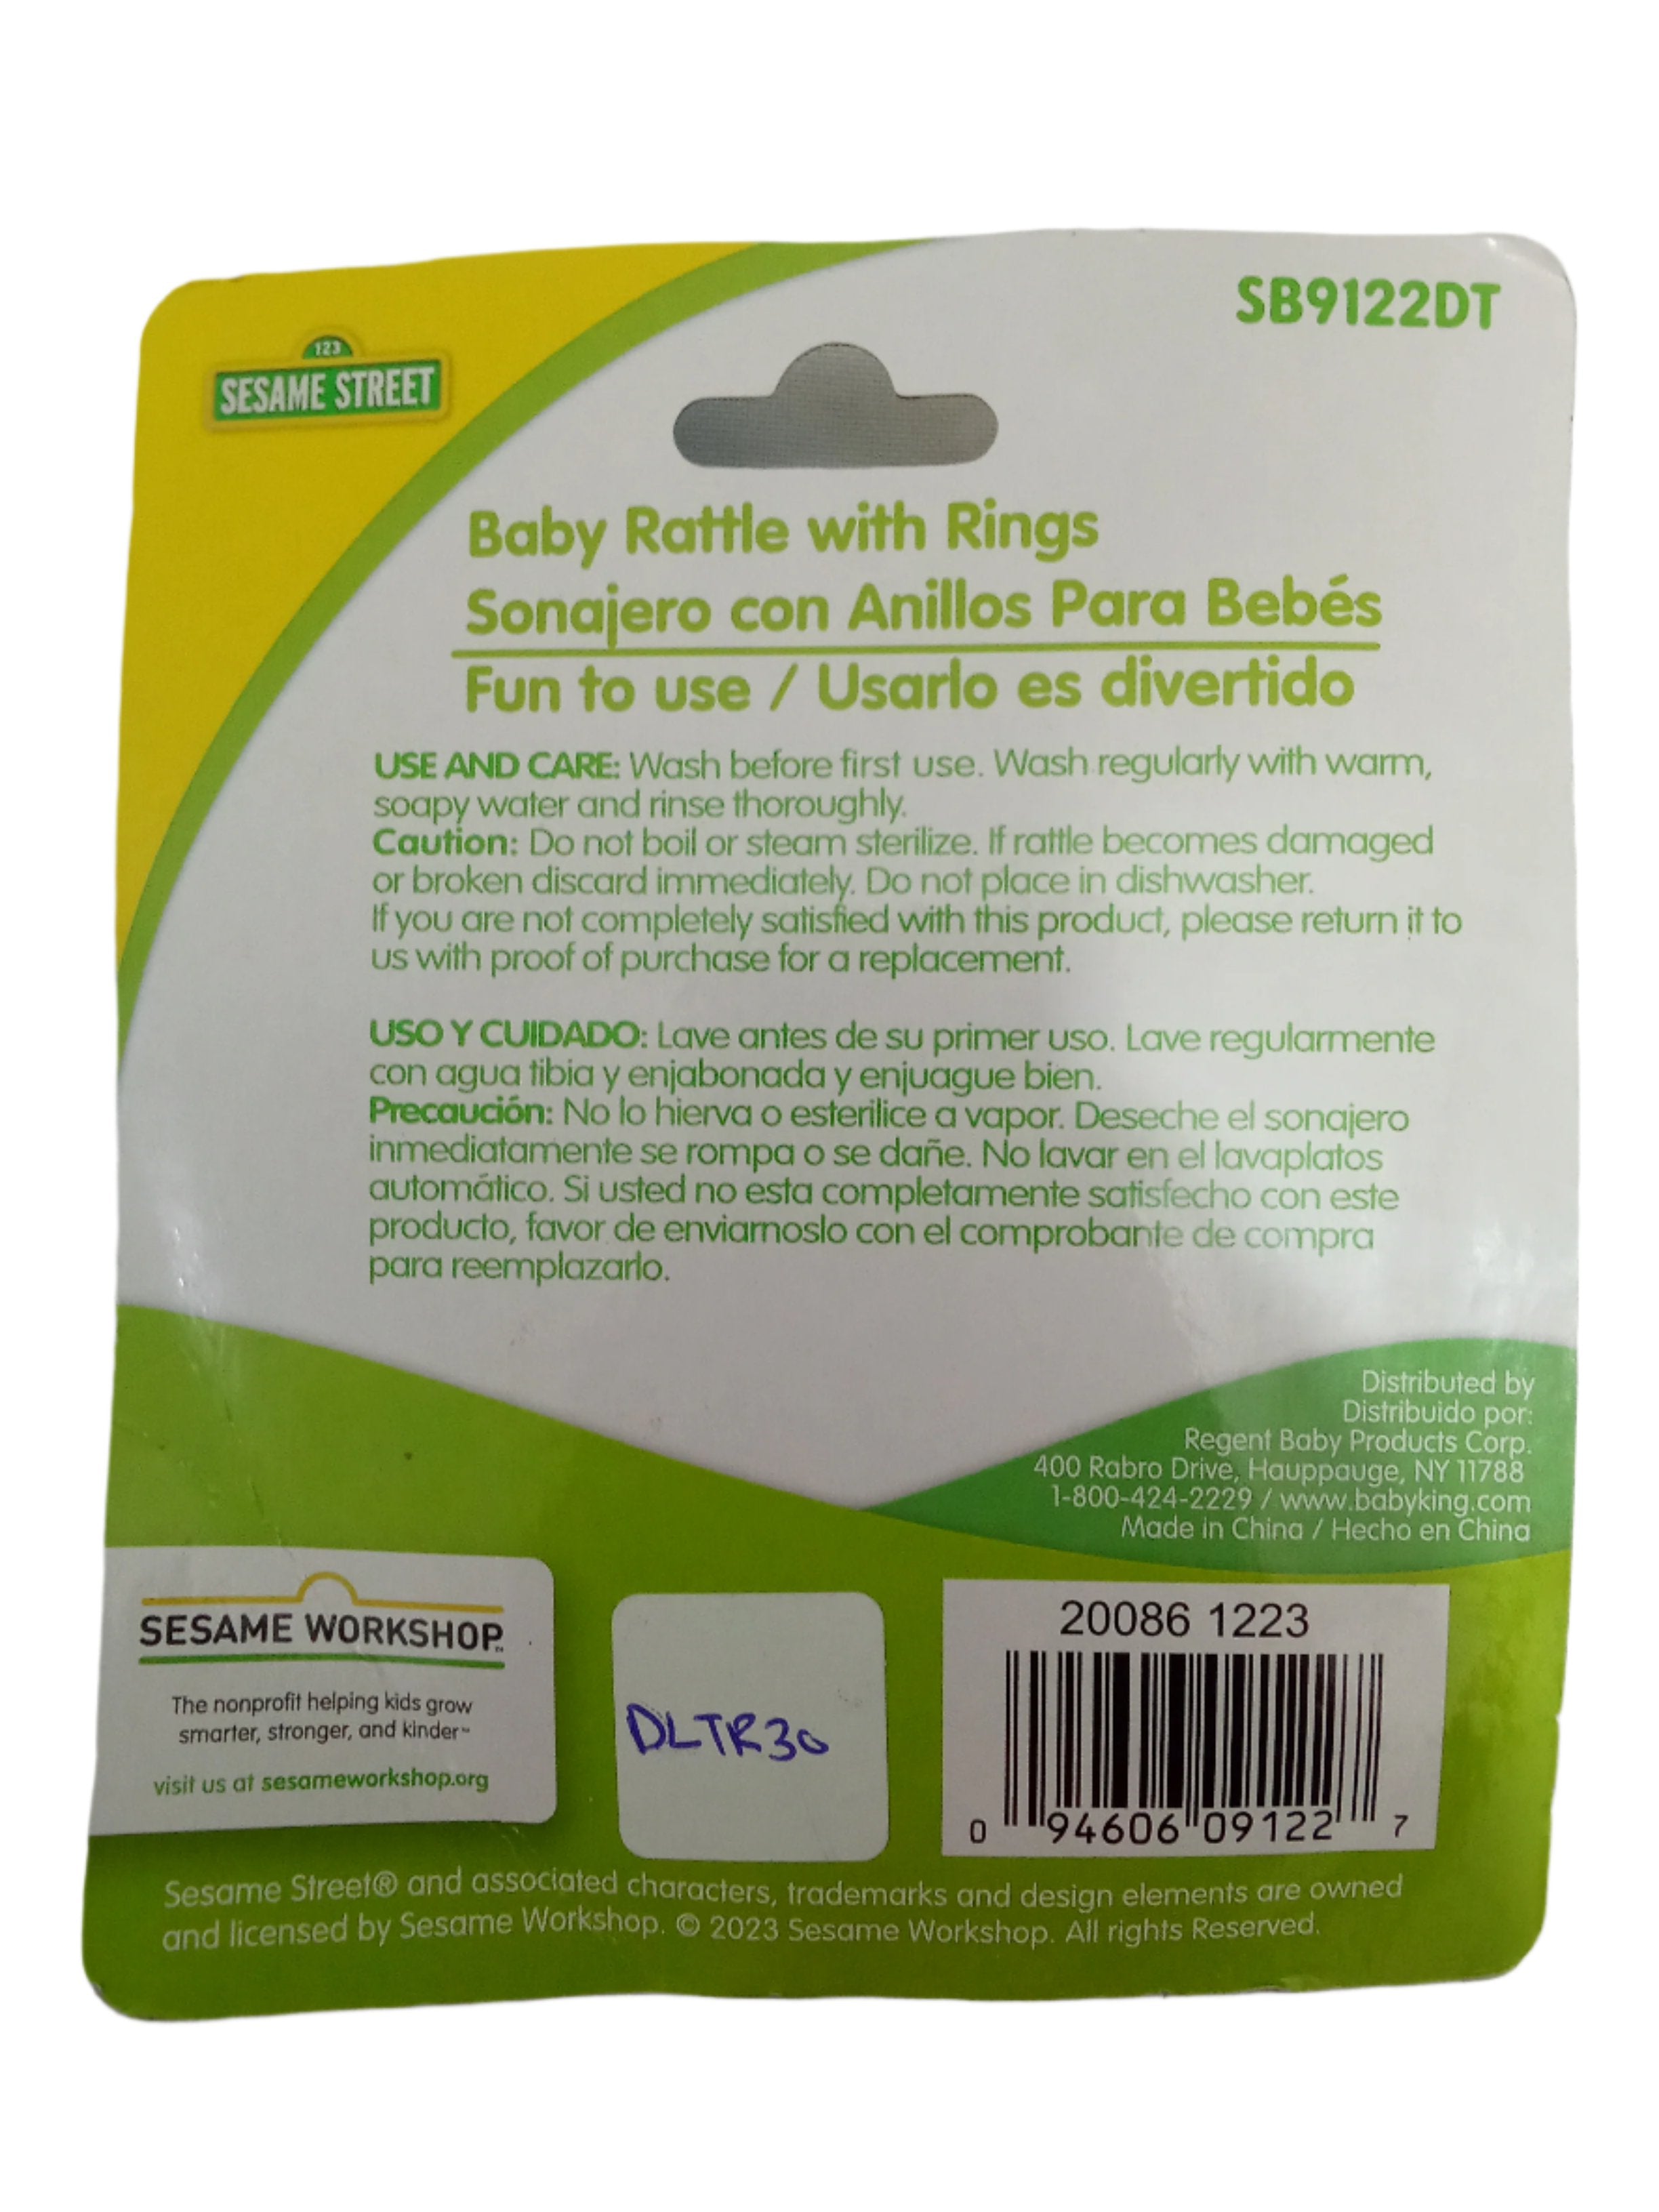 SB9122DT
123
SESAME STREET
Baby Rattle with Rings
Sonajero con Anillos Para Bebés
Fun to use / Usarlo es divertido
USE AND CARE: Wash before first use. Wash regularly with warm,
soapy water and rinse thoroughly.
Caution: Do not boil or steam sterilize. If rattle becomes damaged
or broken discard immediately. Do not place in dishwasher.
If you are not completely satisfied with this product, please return it to
us with proof of purchase for a replacement.
USO Y CUIDADO: Lave antes de su primer uso. Lave regularmente
con agua tibia y enjabonada y enjuague bien.
Precaución: No lo hierva o esterilice a vapor. Deseche el sonajero
inmediatamente se rompa o se dañe. No lavar en el lavaplatos
automático. Si usted no esta completamente satisfecho con este
producto, favor de enviarnoslo con el comprobante de compra
para reemplazarlo.
Distributed by
Distribuido por:
Regent Baby Products Corp.
400 Rabro Drive, Hauppauge, NY 11788
1-800-424-2229 / www.babyking.com
Made in China / Hecho en China
SESAME WORKSHOP™
The nonprofit helping kids grow
smarter, stronger, and kinder™
visit us at sesameworkshop.org
DLTR30
20086 1223
0 94606 09122 7
Sesame Street® and associated characters, trademarks and design elements are owned
and licensed by Sesame Workshop. © 2023 Sesame Workshop. All rights Reserved.